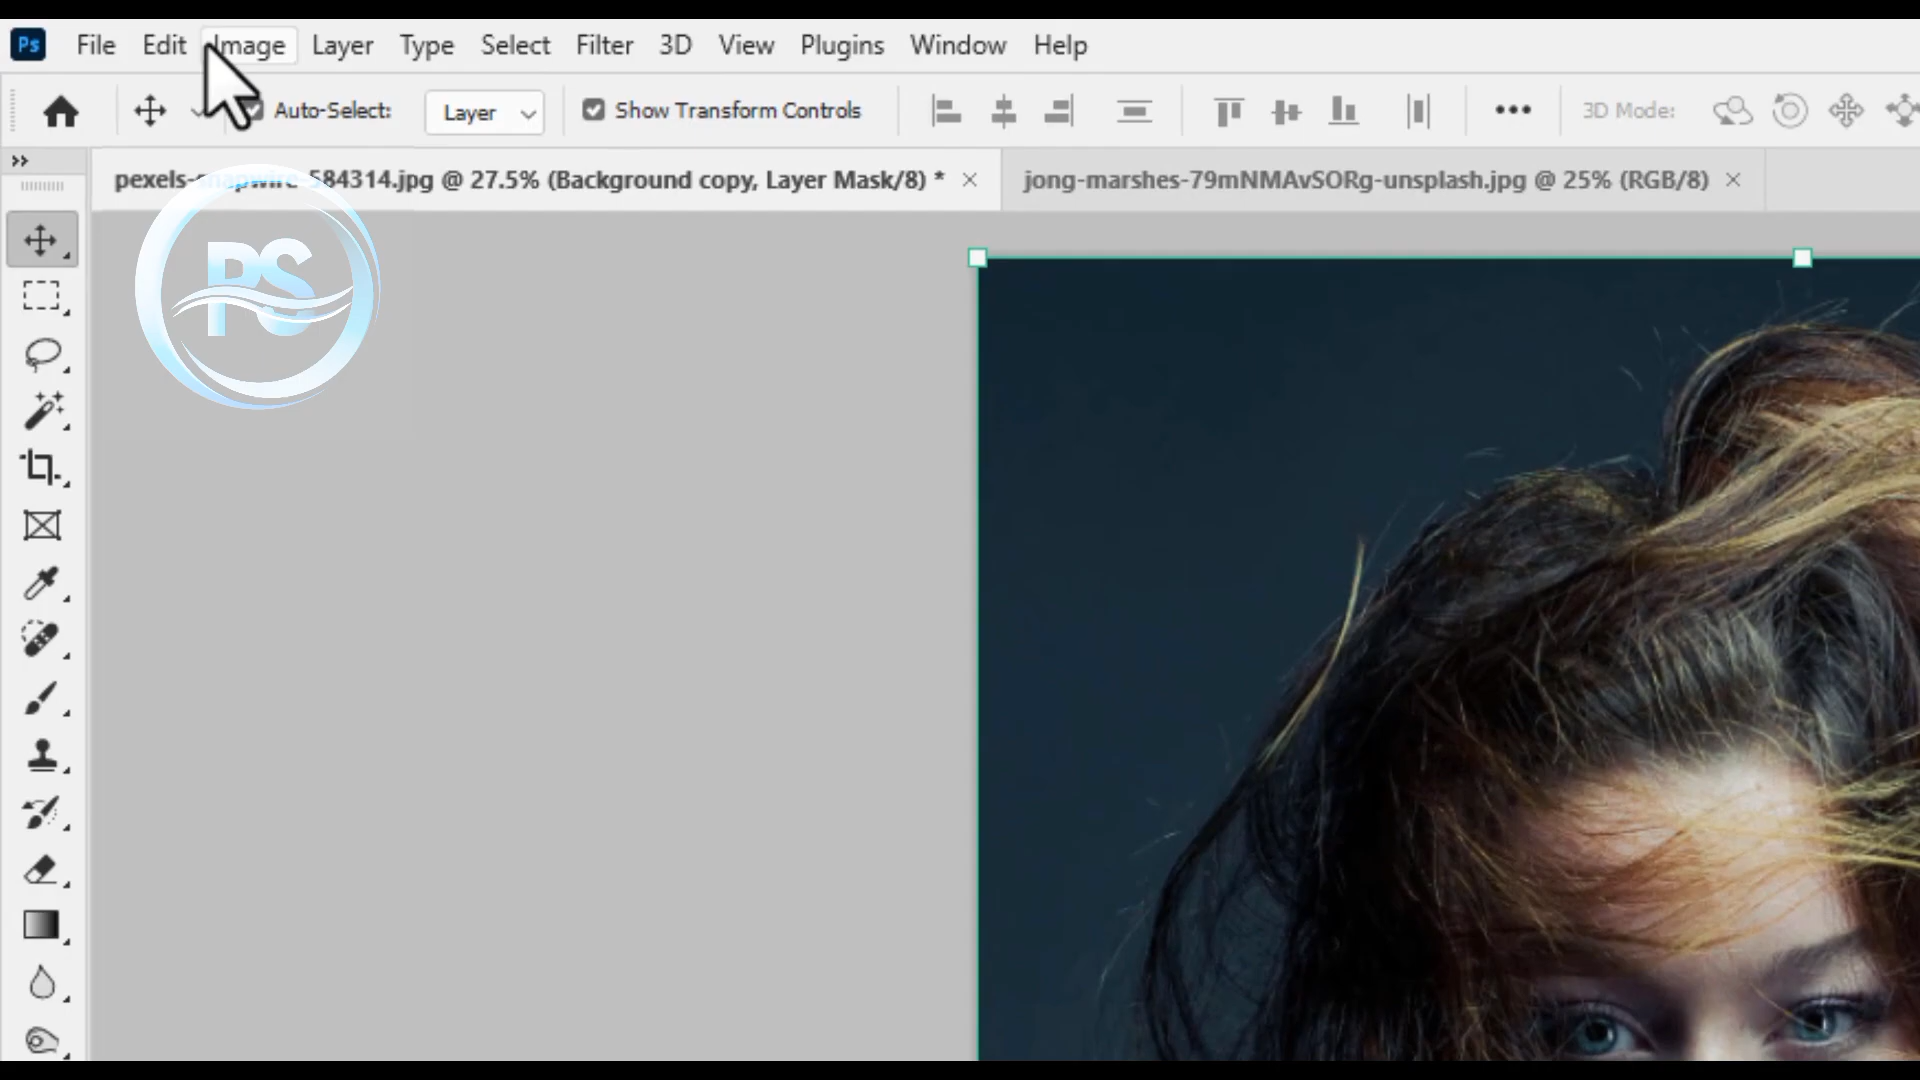 Ps File Edit Image Layer Type Select Filter 3D View Plugins Window Help
Auto-Select: Layer Show Transform Controls ••• 3D Mode:
pexels-snapwire-584314.jpg @ 27.5% (Background copy, Layer Mask/8) * × jong-marshes-79mNMAvSORg-unsplash.jpg @ 25% (RGB/8) ×
PS